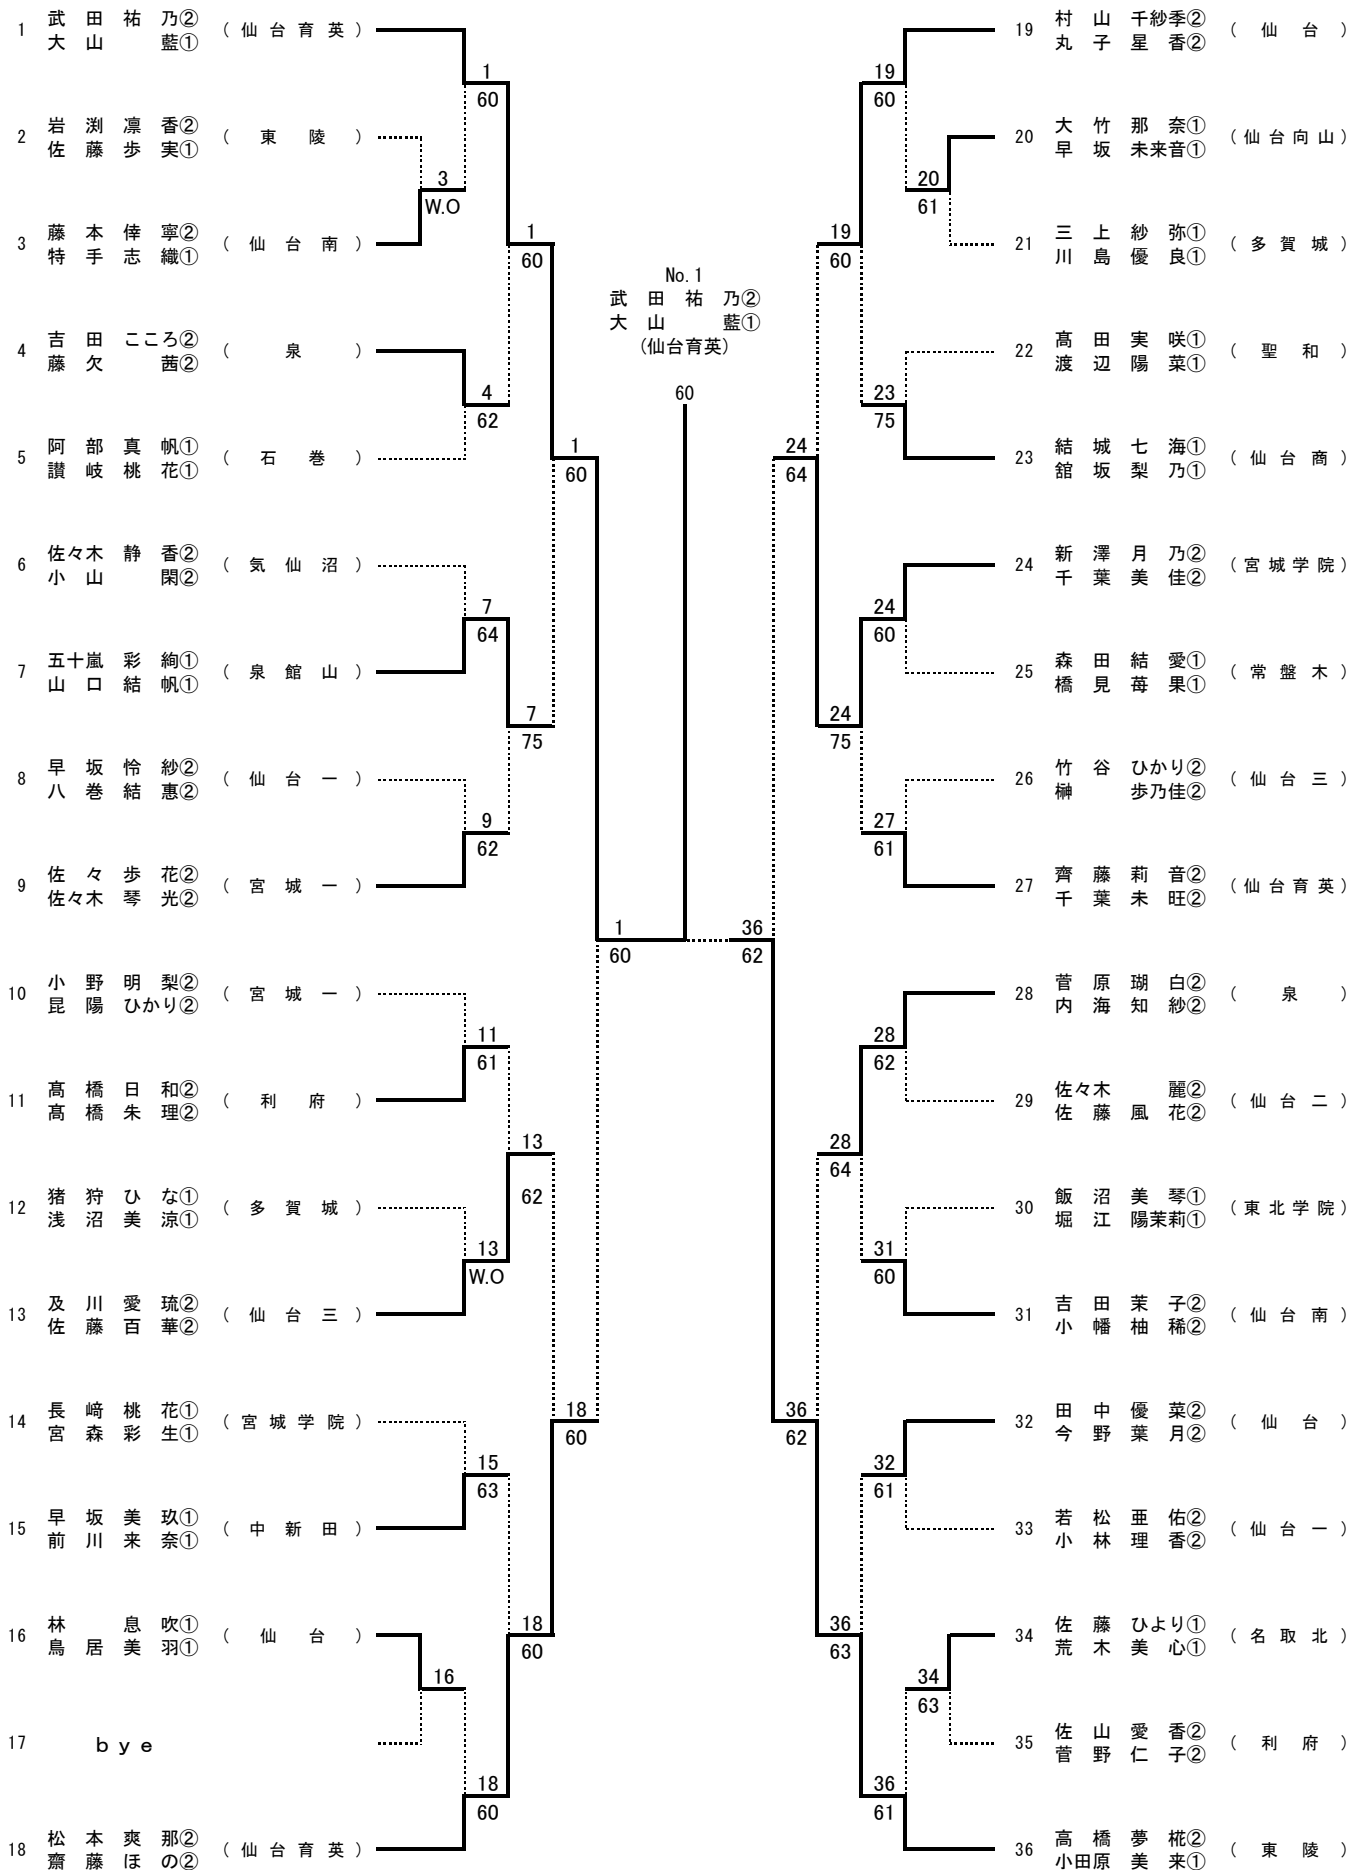 1 武田祐乃② 大山藍① (仙台育英)
2 岩渕凛香② 佐藤歩実① (東陵)
3 藤本倖寧② 特手志織① (仙台南)
4 吉田こころ② 藤欠茜② (泉)
5 阿部真帆① 讃岐桃花① (石巻)
6 佐々木静香② 小山閑② (気仙沼)
7 五十嵐彩絢① 山口結帆① (泉館山)
8 早坂怜紗② 八巻結惠② (仙台一)
9 佐々歩花② 佐々木琴光② (宮城一)
10 小野明梨② 昆陽ひかり② (宮城一)
11 髙橋日和② 髙橋朱理② (利府)
12 猪狩ひな① 浅沼美涼① (多賀城)
13 及川愛琉② 佐藤百華② (仙台三)
14 長﨑桃花① 宮森彩生① (宮城学院)
15 早坂美玖① 前川来奈① (中新田)
16 林息吹① 鳥居美羽① (仙台)
17 bye
18 松本爽那② 齋藤ほの② (仙台育英)
3
W.O
16
1
60
4
62
7
64
9
62
11
61
13
W.O
15
63
18
60
1
60
7
75
13
62
18
60
1
60
18
60
1
60
No.1
武田祐乃②
大山藍①
(仙台育英)
60
36
62
24
64
36
62
19
60
24
75
28
64
36
63
19
60
23
75
24
60
27
61
28
62
31
60
32
61
36
61
20
61
34
63
19 村山千紗季② 丸子星香② (仙台)
20 大竹那奈① 早坂未来音① (仙台向山)
21 三上紗弥① 川島優良① (多賀城)
22 髙田実咲① 渡辺陽菜① (聖和)
23 結城七海① 舘坂梨乃① (仙台商)
24 新澤月乃② 千葉美佳② (宮城学院)
25 森田結愛① 橋見苺果① (常盤木)
26 竹谷ひかり② 榊歩乃佳② (仙台三)
27 齊藤莉音② 千葉未旺② (仙台育英)
28 菅原瑚白② 内海知紗② (泉)
29 佐々木麗② 佐藤風花② (仙台二)
30 飯沼美琴① 堀江陽茉莉① (東北学院)
31 吉田茉子② 小幡柚稀② (仙台南)
32 田中優菜② 今野葉月② (仙台)
33 若松亜佑② 小林理香② (仙台一)
34 佐藤ひより① 荒木美心① (名取北)
35 佐山愛香② 菅野仁子② (利府)
36 高橋夢椛② 小田原美来① (東陵)